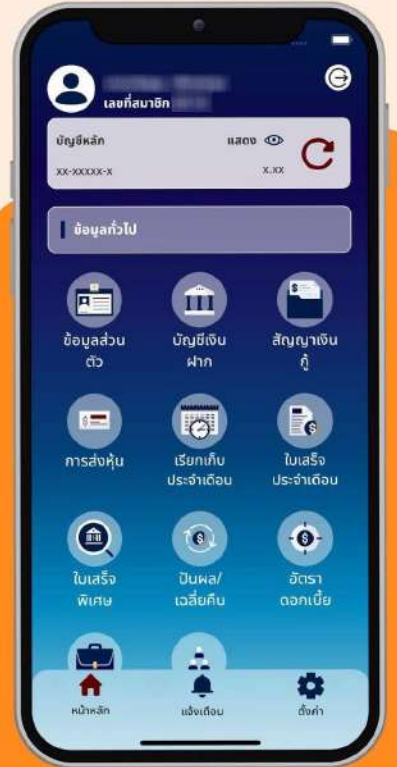 เลขที่สมาชิก
บัญชีหลัก แสดง
xx-xxxxx-x x.xx
ข้อมูลทั่วไป
ข้อมูลส่วน
ตัว
บัญชีเงิน
ฝาก
สัญญาเงิน
กู้
การส่งหุ้น
เรียกเก็บ
ประจำเดือน
ใบเสร็จ
ประจำเดือน
ใบเสร็จ
พิเศษ
ปันผล/
เฉลี่ยคืน
อัตรา
ดอกเบี้ย
หน้าหลัก
แจ้งเตือน
ตั้งค่า